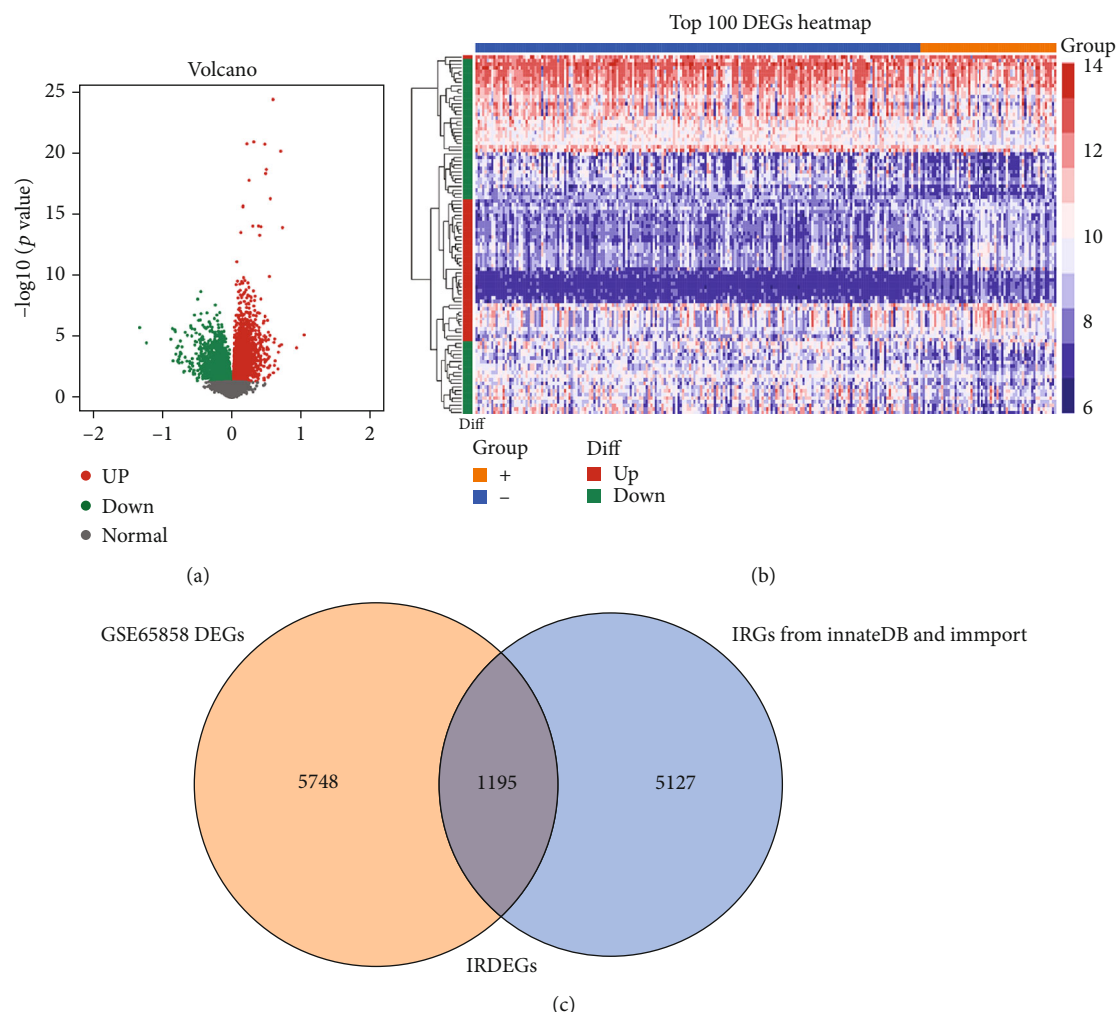 Volcano
−log10 (p value)
25
20
15
10
5
0
−2 −1 0 1 2
UP
Down
Normal
(a)
Top 100 DEGs heatmap
Group
14
12
10
8
6
Diff
Group
+
−
Diff
Up
Down
(b)
GSE65858 DEGs
IRGs from innateDB and immport
5748
1195
5127
IRDEGs
(c)